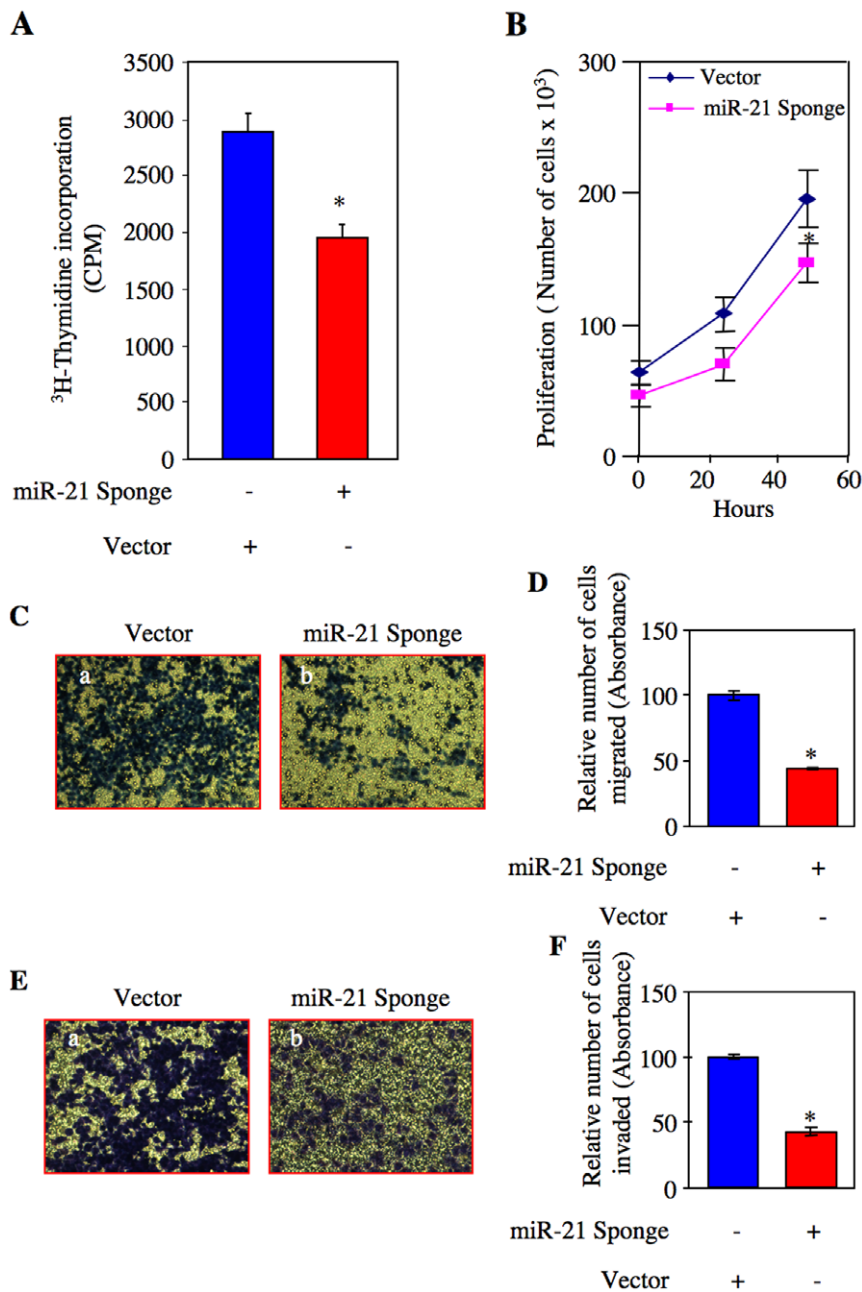 A
3500
3000
2500
2000
1500
1000
500
0
³H-Thymidine incorporation
(CPM)
*
miR-21 Sponge - +
Vector + -
B
300
200
100
0
Proliferation ( Number of cells x 10³)
Vector
miR-21 Sponge
*
0 20 40 60
Hours
C
Vector miR-21 Sponge
a b
D
Relative number of cells
migrated (Absorbance)
150
100
50
0
*
miR-21 Sponge - +
Vector + -
E
Vector miR-21 Sponge
a b
F
Relative number of cells
invaded (Absorbance)
150
100
50
0
*
miR-21 Sponge - +
Vector + -